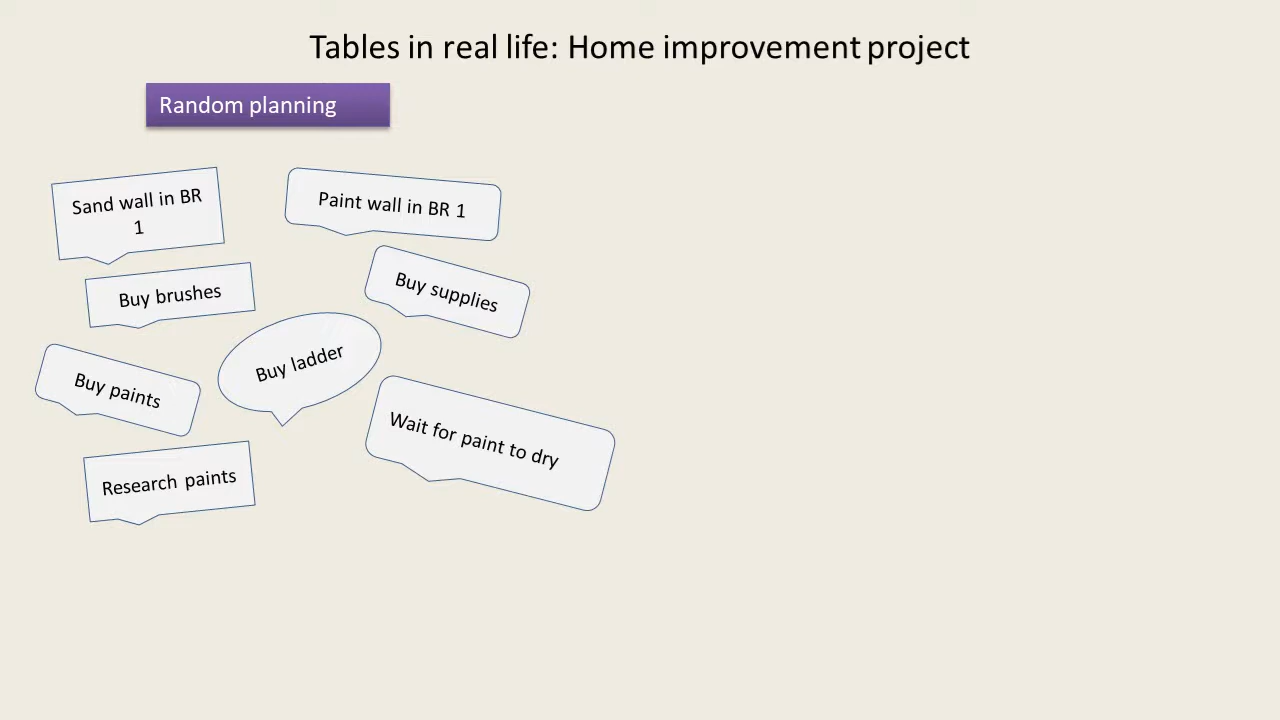 Tables in real life: Home improvement project
Random planning
Sand wall in BR
1
Paint wall in BR 1
Buy brushes
Buy supplies
Buy ladder
Buy paints
Wait for paint to dry
Research paints